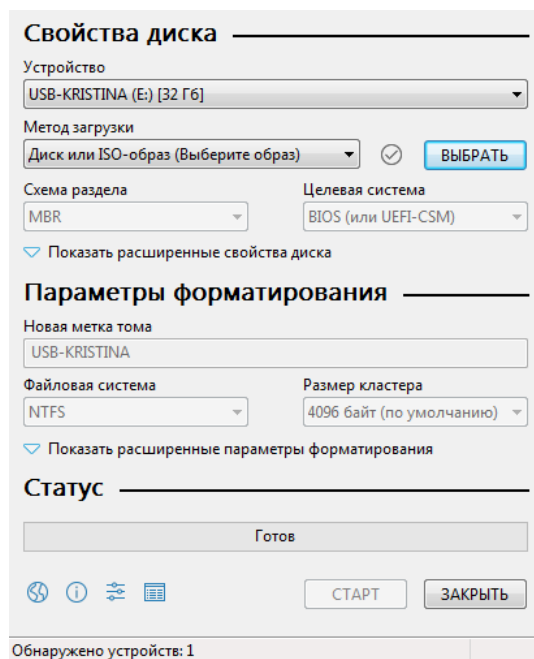 Свойства диска
Устройство
USB-KRISTINA (E:) [32 Гб]
Метод загрузки
Диск или ISO-образ (Выберите образ)
ВЫБРАТЬ
Схема раздела
Целевая система
MBR
BIOS (или UEFI-CSM)
Показать расширенные свойства диска
Параметры форматирования
Новая метка тома
USB-KRISTINA
Файловая система
Размер кластера
NTFS
4096 байт (по умолчанию)
Показать расширенные параметры форматирования
Статус
Готов
СТАРТ
ЗАКРЫТЬ
Обнаружено устройств: 1